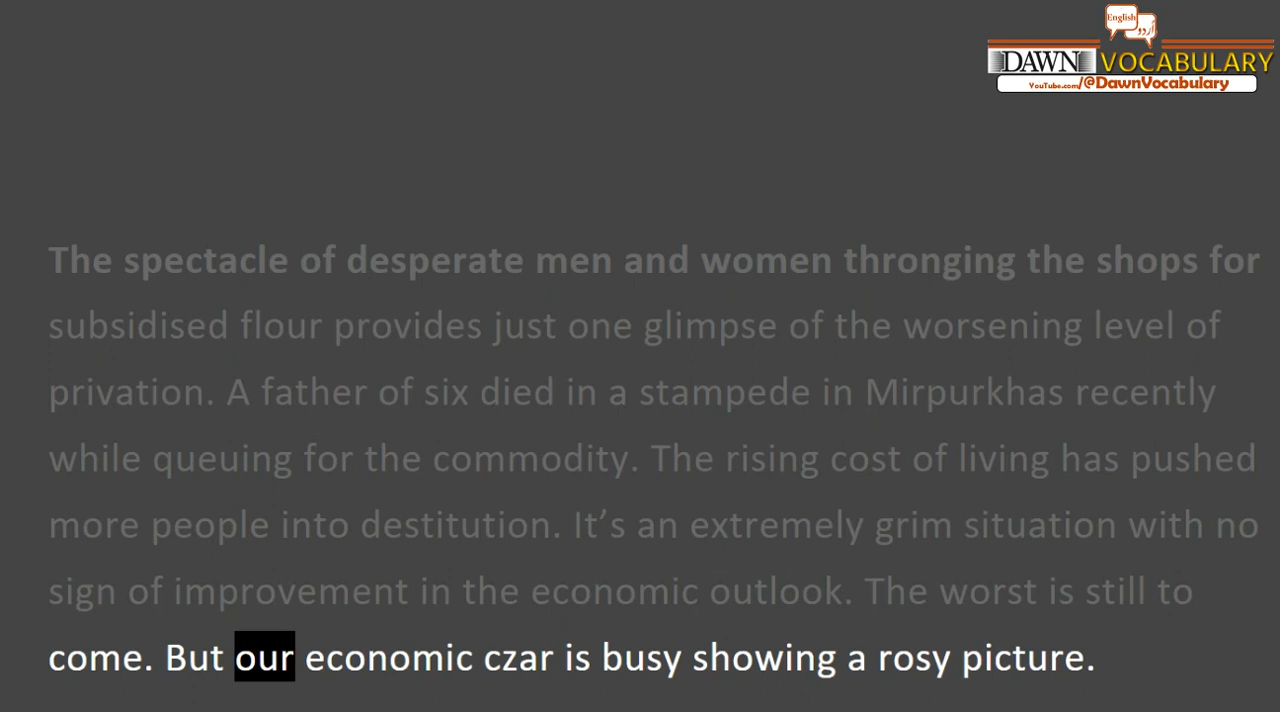 English
اردو
DAWN VOCABULARY
YouTube.com/@DawnVocabulary
The spectacle of desperate men and women thronging the shops for
subsidised flour provides just one glimpse of the worsening level of
privation. A father of six died in a stampede in Mirpurkhas recently
while queuing for the commodity. The rising cost of living has pushed
more people into destitution. It’s an extremely grim situation with no
sign of improvement in the economic outlook. The worst is still to
come. But our economic czar is busy showing a rosy picture.